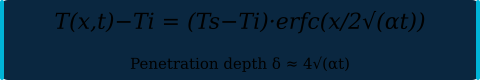 T(x,t)−Ti = (Ts−Ti)·erfc(x/2√(αt))
Penetration depth δ ≈ 4√(αt)